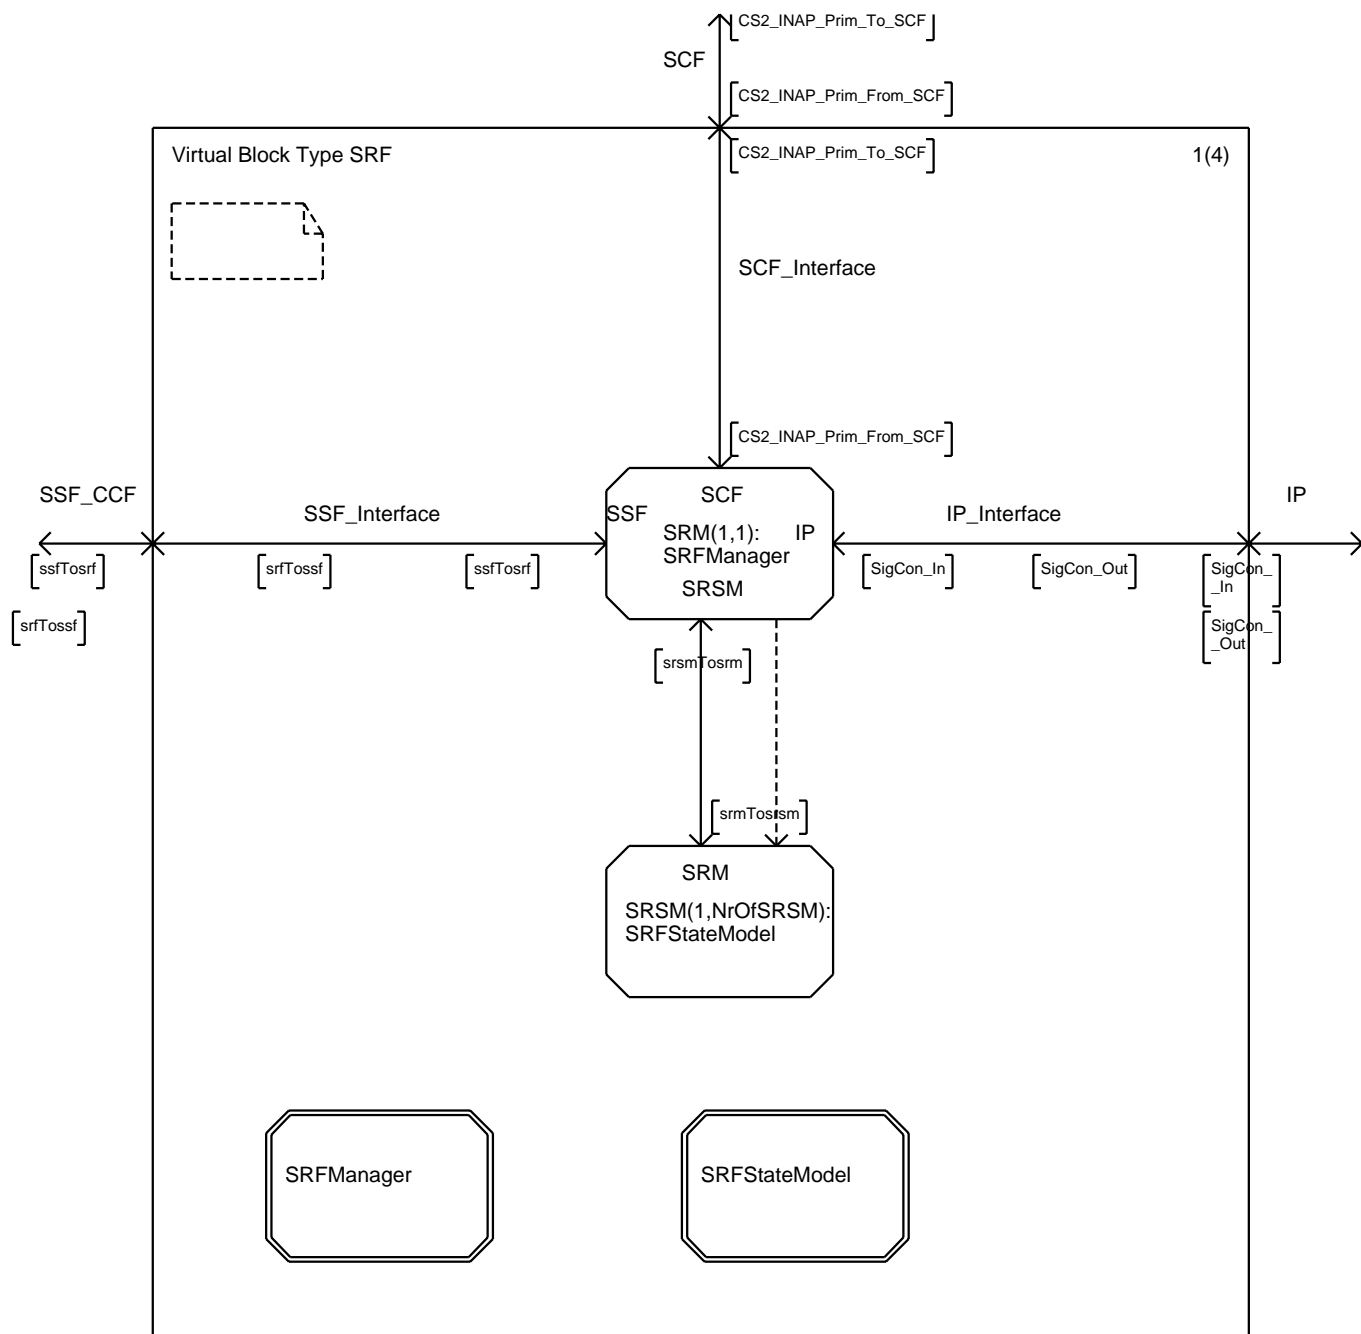 CS2_INAP_Prim_To_SCF
SCF
CS2_INAP_Prim_From_SCF
Virtual Block Type SRF
CS2_INAP_Prim_To_SCF
1(4)
SCF_Interface
CS2_INAP_Prim_From_SCF
SSF_CCF
SSF_Interface
SCF
SSF
SRM(1,1):
SRFManager
IP
SRSM
IP_Interface
IP
ssfTosrf
srfTossf
ssfTosrf
SigCon_In
SigCon_Out
SigCon_
_In
srfTossf
SigCon_
_Out
srsmTosrm
srmTosrsm
SRM
SRSM(1,NrOfSRSM):
SRFStateModel
SRFManager
SRFStateModel